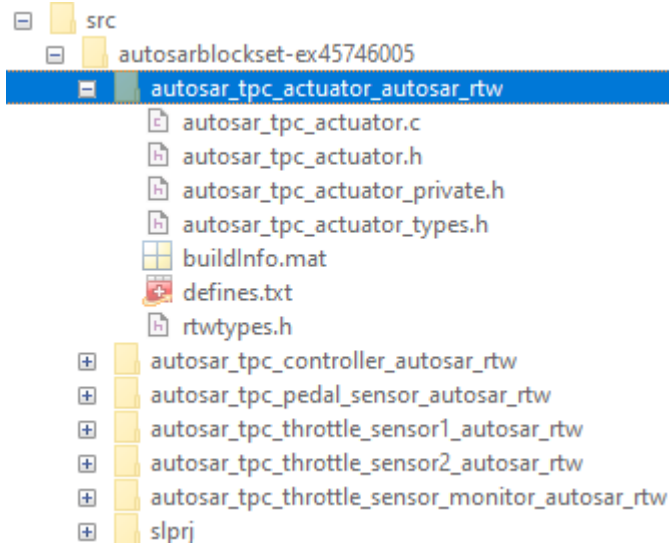 src
autosarblockset-ex45746005
autosar_tpc_actuator_autosar_rtw
autosar_tpc_actuator.c
autosar_tpc_actuator.h
autosar_tpc_actuator_private.h
autosar_tpc_actuator_types.h
buildInfo.mat
defines.txt
rtwtypes.h
autosar_tpc_controller_autosar_rtw
autosar_tpc_pedal_sensor_autosar_rtw
autosar_tpc_throttle_sensor1_autosar_rtw
autosar_tpc_throttle_sensor2_autosar_rtw
autosar_tpc_throttle_sensor_monitor_autosar_rtw
slprj